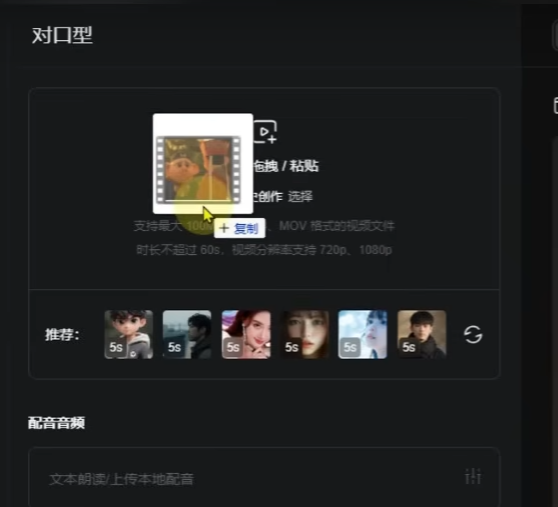 对口型
拖拽 / 粘贴
创作 选择
复制
支持最大 、MOV 格式的视频文件
时长不超过 60s，视频分辨率支持 720p、1080p
推荐：
5s 5s 5s 5s 5s 5s
配音音频
文本朗读/上传本地配音